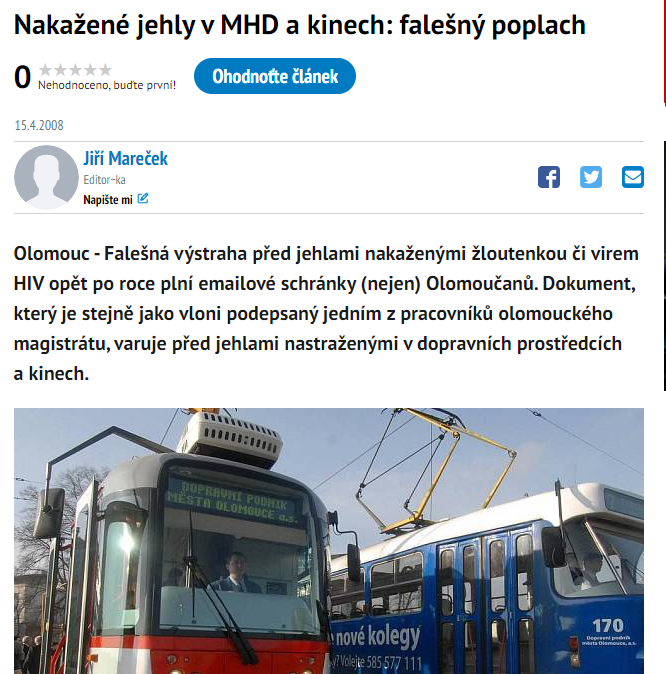 Nakažené jehly v MHD a kinech: falešný poplach
0
Nehodnoceno, buďte první!
Ohodnoťte článek
15.4.2008
Jiří Mareček
Editor~ka
Napište mi
Olomouc - Falešná výstraha před jehlami nakaženými žloutenkou či virem
HIV opět po roce plní emailové schránky (nejen) Olomoučanů. Dokument,
který je stejně jako vloni podepsaný jedním z pracovníků olomouckého
magistrátu, varuje před jehlami nastraženými v dopravních prostředcích
a kinech.
DOPRAVNI PODNIK
MĚSTA OLOMOUCE a.s.
nové kolegy
? Volejte 585 577 111
170
Dopravní podnik
města Olomouce, a.s.